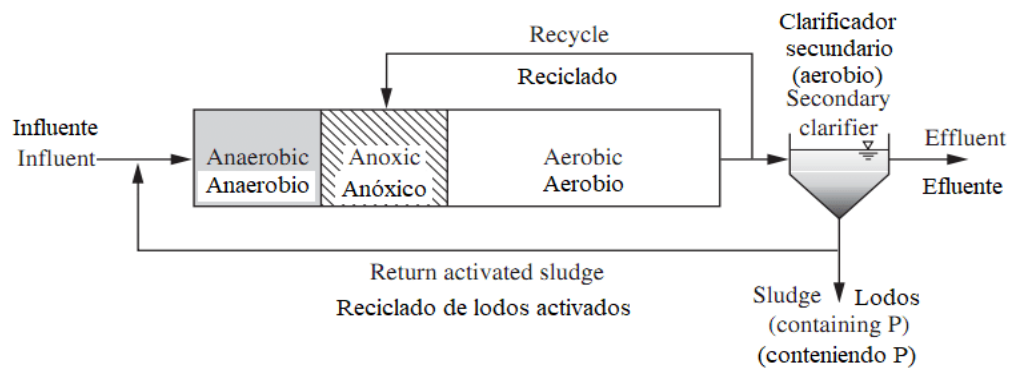 Recycle
Reciclado
Clarificador
secundario
(aerobio)
Secondary
clarifier
Influente
Influent
Anaerobic
Anaerobio
Anoxic
Anóxico
Aerobic
Aerobio
Effluent
Efluente
Return activated sludge
Reciclado de lodos activados
Sludge Lodos
(containing P)
(conteniendo P)